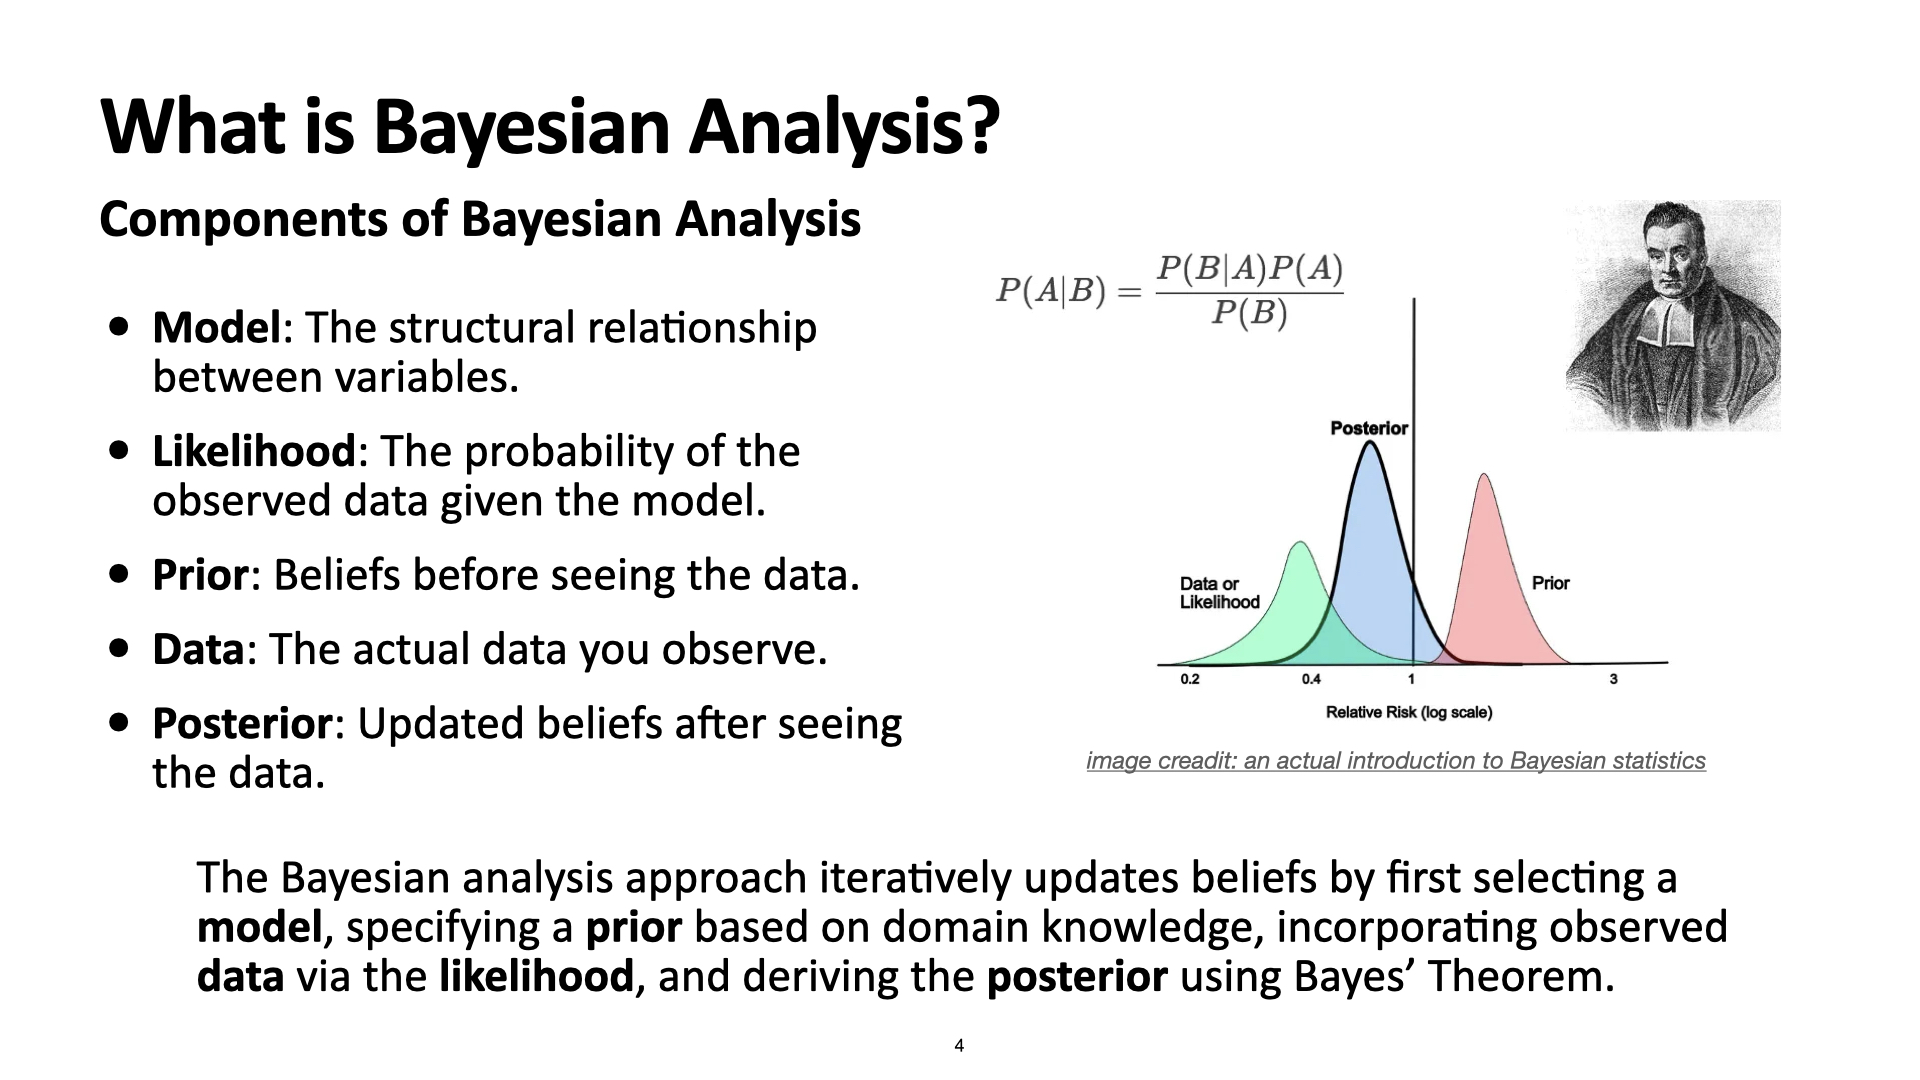 What is Bayesian Analysis?
Components of Bayesian Analysis
• Model: The structural relationship
between variables.
• Likelihood: The probability of the
observed data given the model.
• Prior: Beliefs before seeing the data.
• Data: The actual data you observe.
• Posterior: Updated beliefs after seeing
the data.
P(A|B) = P(B|A)P(A) / P(B)
Posterior
Data or
Likelihood
Prior
0.2 0.4 1 3
Relative Risk (log scale)
image creadit: an actual introduction to Bayesian statistics
The Bayesian analysis approach iteratively updates beliefs by first selecting a
model, specifying a prior based on domain knowledge, incorporating observed
data via the likelihood, and deriving the posterior using Bayes’ Theorem.
4